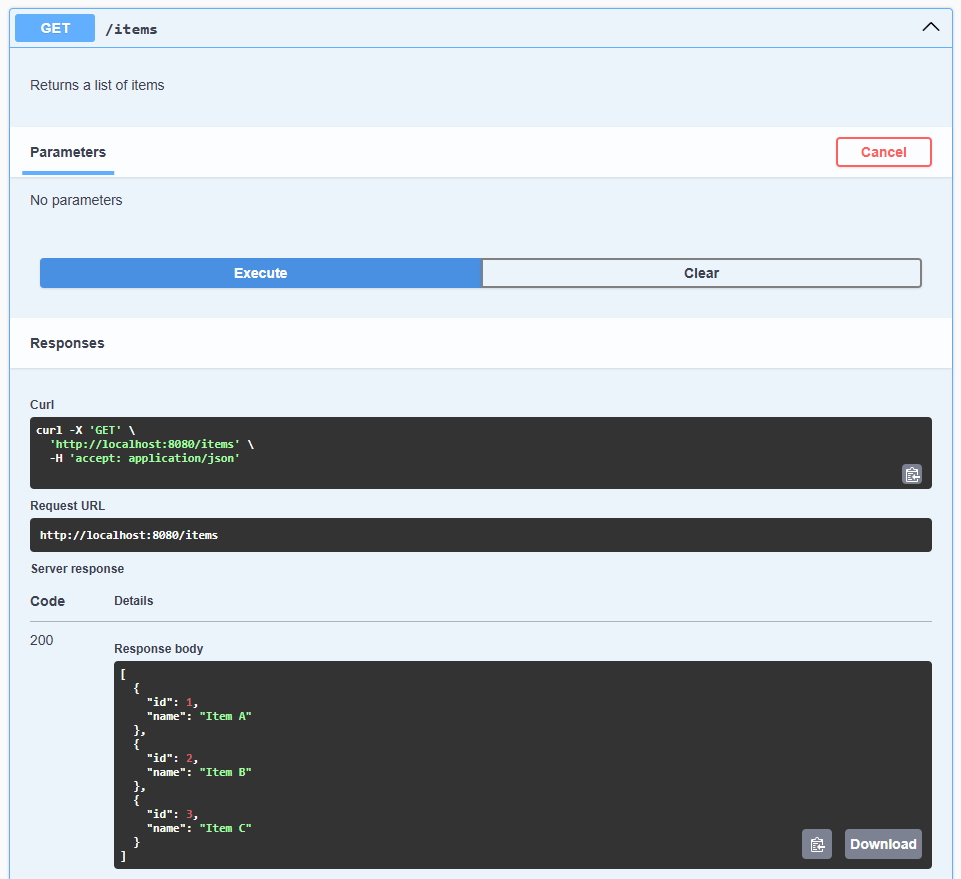 GET /items
Returns a list of items
Parameters Cancel
No parameters
Execute Clear
Responses
Curl
curl -X 'GET' \
  'http://localhost:8080/items' \
  -H 'accept: application/json'
Request URL
http://localhost:8080/items
Server response
Code Details
200
Response body
[
  {
    "id": 1,
    "name": "Item A"
  },
  {
    "id": 2,
    "name": "Item B"
  },
  {
    "id": 3,
    "name": "Item C"
  }
]
Download